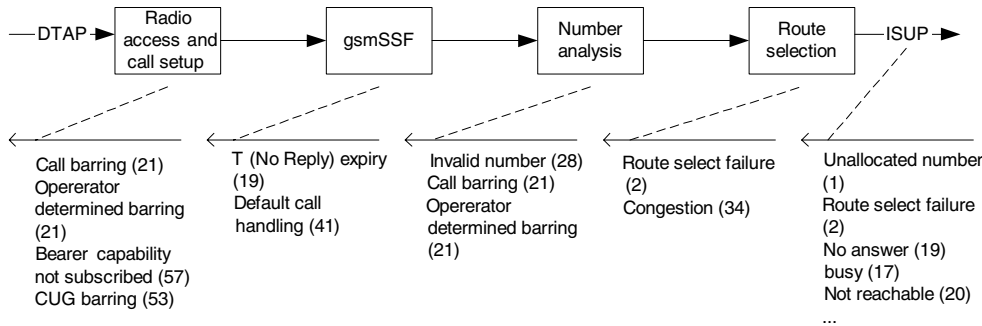 DTAP
Radio
access and
call setup
gsmSSF
Number
analysis
Route
selection
ISUP
Call barring (21)
Opererator
determined barring
(21)
Bearer capability
not subscribed (57)
CUG barring (53)
T (No Reply) expiry
(19)
Default call
handling (41)
Invalid number (28)
Call barring (21)
Opererator
determined barring
(21)
Route select failure
(2)
Congestion (34)
Unallocated number
(1)
Route select failure
(2)
No answer (19)
busy (17)
Not reachable (20)
...